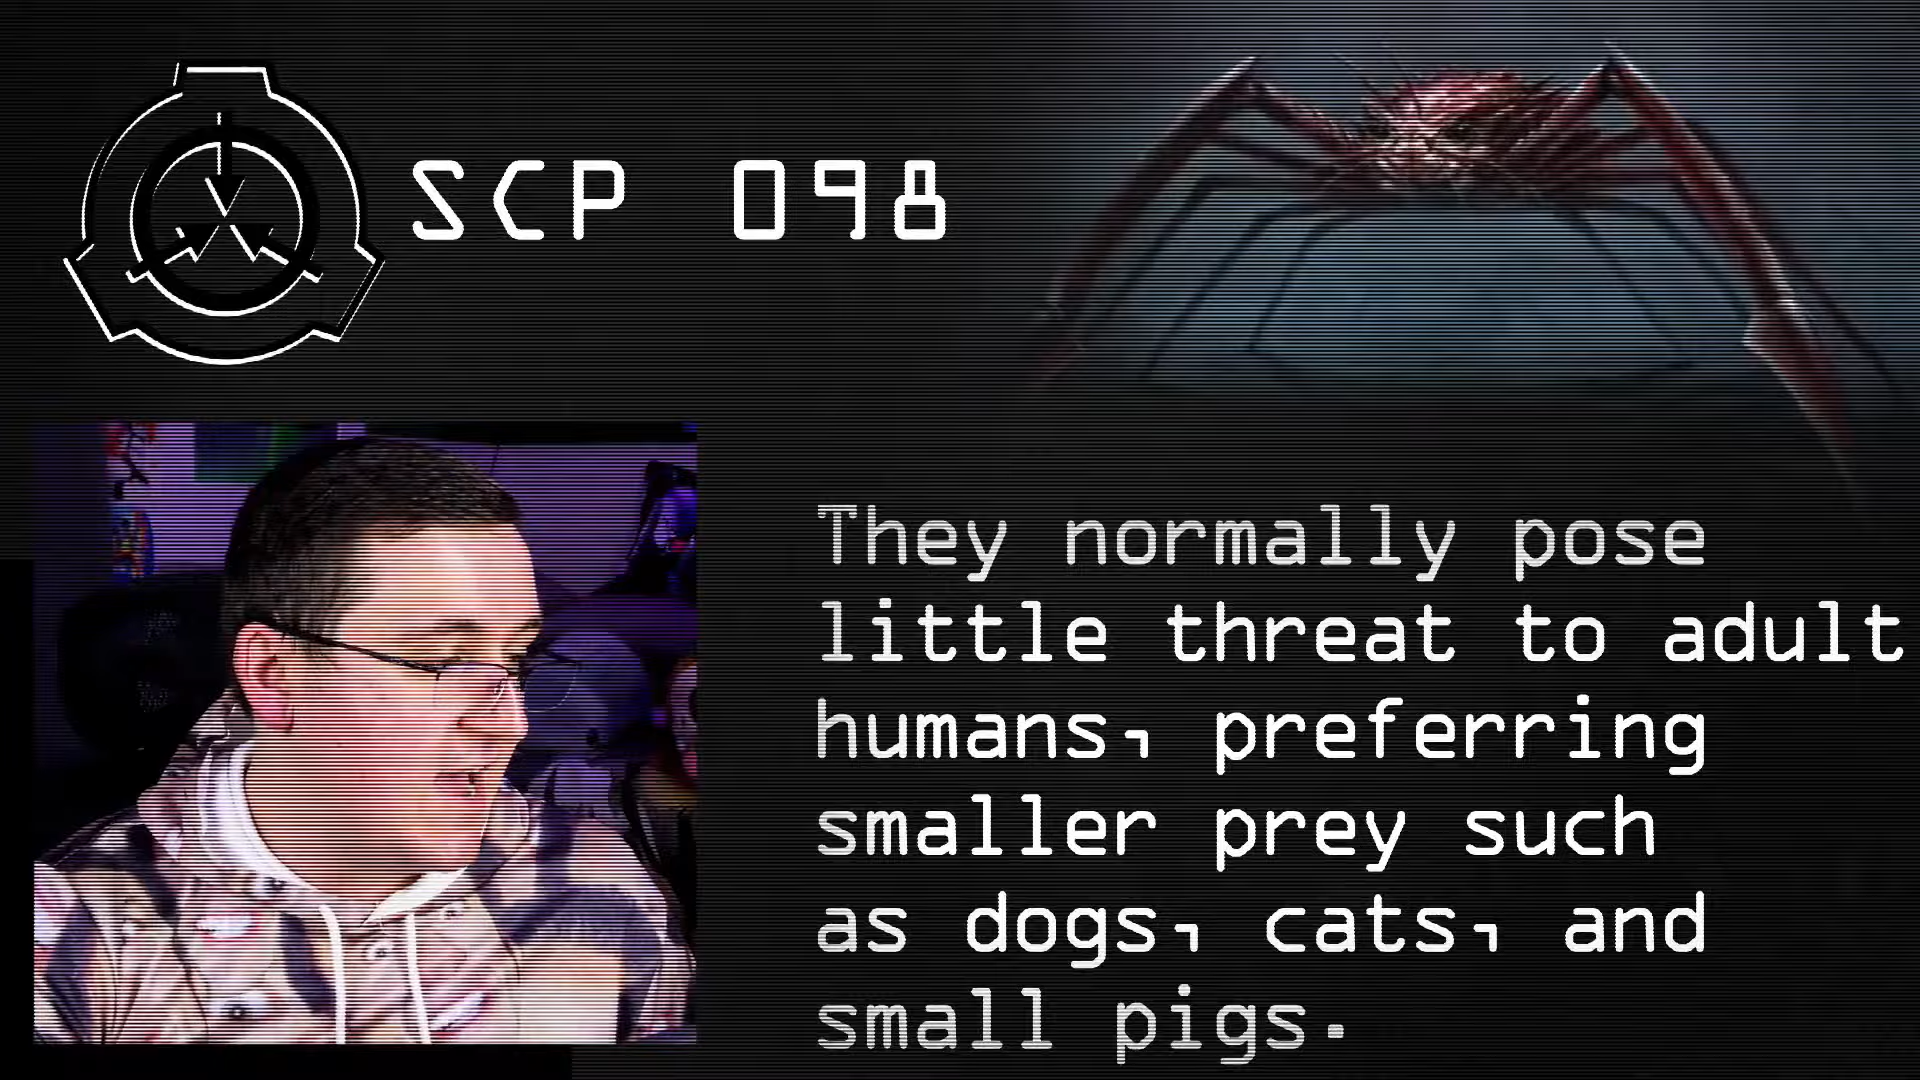 SCP 098
They normally pose
little threat to adult
humans, preferring
smaller prey such
as dogs, cats, and
small pigs.